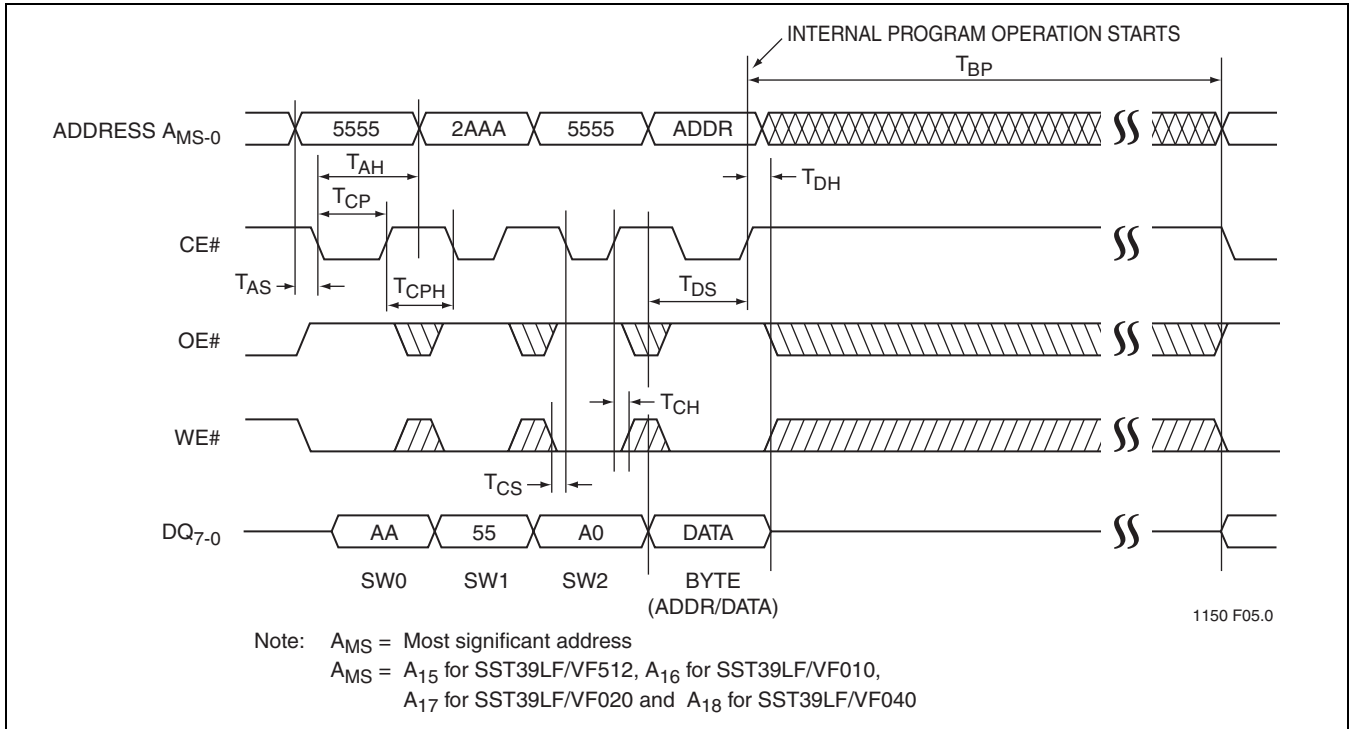 INTERNAL PROGRAM OPERATION STARTS
TBP
ADDRESS AMS-0
5555 2AAA 5555 ADDR
TAH
TDH
TCP
CE#
TAS
TCPH
TDS
OE#
TCH
WE#
TCS
DQ7-0
AA 55 A0 DATA
SW0 SW1 SW2 BYTE
(ADDR/DATA)
1150 F05.0
Note: AMS = Most significant address
AMS = A15 for SST39LF/VF512, A16 for SST39LF/VF010,
A17 for SST39LF/VF020 and A18 for SST39LF/VF040